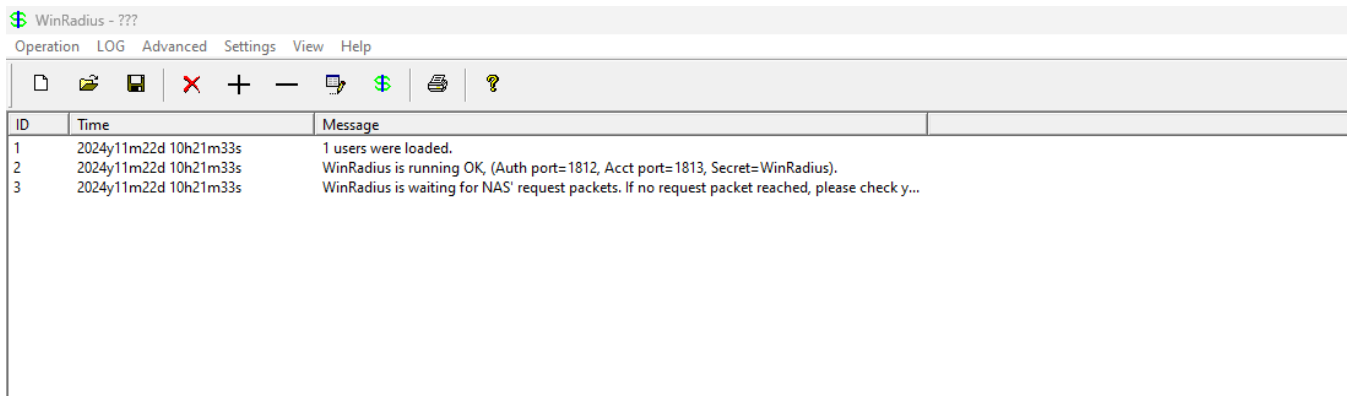 WinRadius - ???
Operation LOG Advanced Settings View Help
ID Time Message
1 2024y11m22d 10h21m33s 1 users were loaded.
2 2024y11m22d 10h21m33s WinRadius is running OK, (Auth port=1812, Acct port=1813, Secret=WinRadius).
3 2024y11m22d 10h21m33s WinRadius is waiting for NAS' request packets. If no request packet reached, please check y...